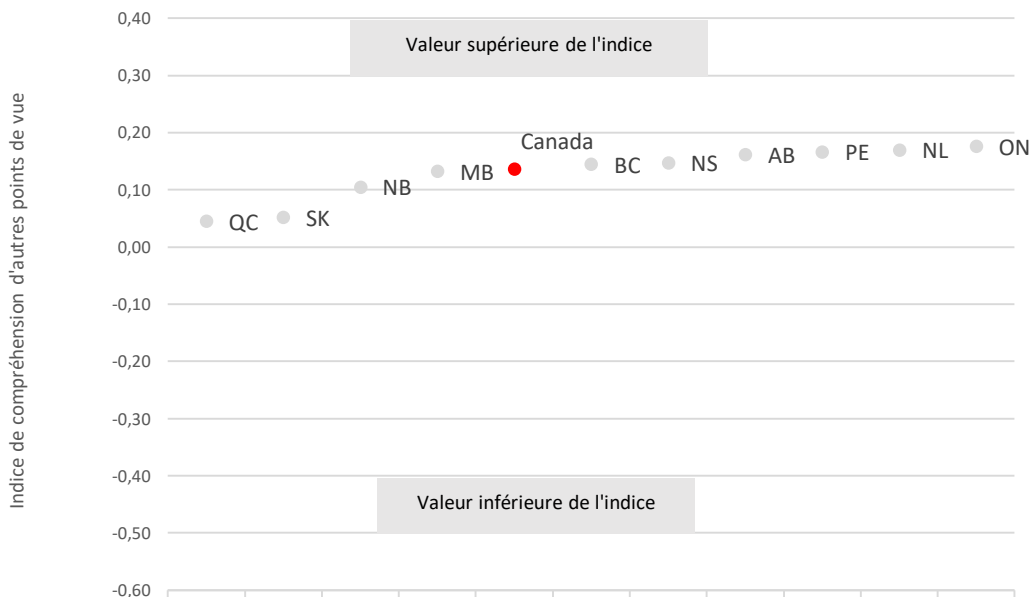 Indice de compréhension d'autres points de vue
0,40
0,30
0,20
0,10
0,00
-0,10
-0,20
-0,30
-0,40
-0,50
-0,60
Valeur supérieure de l'indice
QC
SK
NB
MB
Canada
BC
NS
AB
PE
NL
ON
Valeur inférieure de l'indice